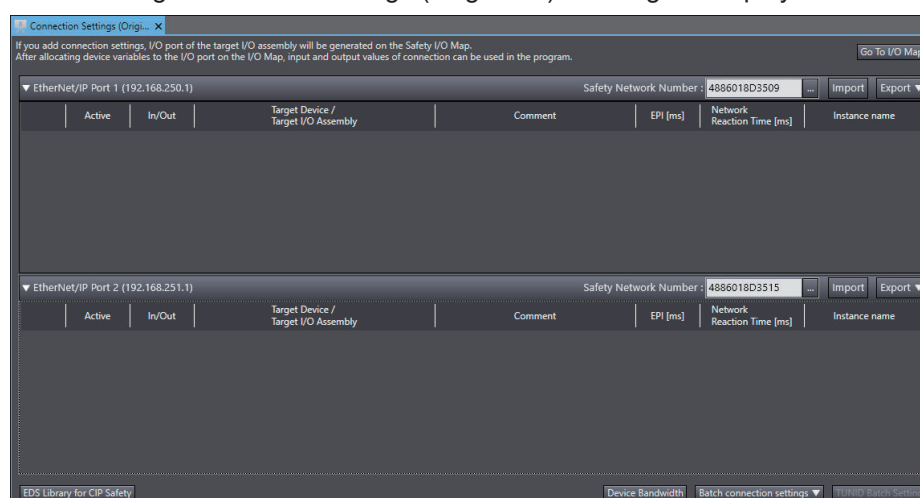 Connection Settings (Origi... X
If you add connection settings, I/O port of the target I/O assembly will be generated on the Safety I/O Map.
After allocating device variables to the I/O port on the I/O Map, input and output values of connection can be used in the program.
Go To I/O Map
▼ EtherNet/IP Port 1 (192.168.250.1) Safety Network Number : 4886018D3509 ... Import Export ▼
Active In/Out Target Device / Target I/O Assembly Comment EPI [ms] Network Reaction Time [ms] Instance name
▼ EtherNet/IP Port 2 (192.168.251.1) Safety Network Number : 4886018D3515 ... Import Export ▼
Active In/Out Target Device / Target I/O Assembly Comment EPI [ms] Network Reaction Time [ms] Instance name
EDS Library for CIP Safety Device Bandwidth Batch connection settings ▼ TUNID Batch Setting